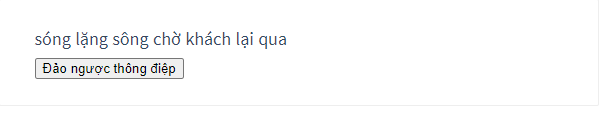 sóng lặng sông chờ khách lại qua
Đảo ngược thông điệp